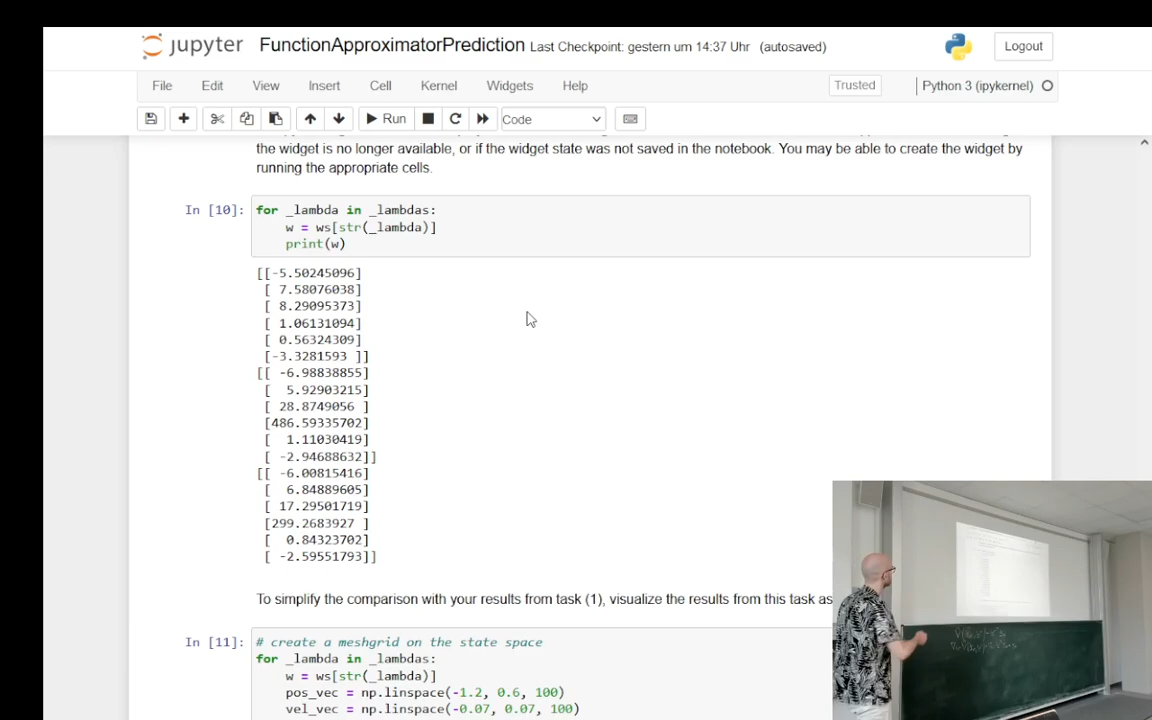 jupyter FunctionApproximatorPrediction Last Checkpoint: gestern um 14:37 Uhr (autosaved) Logout
File Edit View Insert Cell Kernel Widgets Help Trusted Python 3 (ipykernel)
Run Code
the widget is no longer available, or if the widget state was not saved in the notebook. You may be able to create the widget by
running the appropriate cells.
In [10]: for _lambda in _lambdas:
w = ws[str(_lambda)]
print(w)
[[-5.50245096]
[ 7.58076038]
[ 8.29095373]
[ 1.06131094]
[ 0.56324309]
[-3.3281593 ]]
[[ -6.98838855]
[ 5.92903215]
[ 28.8749056 ]
[486.59335702]
[ 1.11030419]
[ -2.94688632]]
[[ -6.00815416]
[ 6.84889605]
[ 17.29501719]
[299.2683927 ]
[ 0.84323702]
[ -2.59551793]]
To simplify the comparison with your results from task (1), visualize the results from this task as
In [11]: # create a meshgrid on the state space
for _lambda in _lambdas:
w = ws[str(_lambda)]
pos_vec = np.linspace(-1.2, 0.6, 100)
vel_vec = np.linspace(-0.07, 0.07, 100)